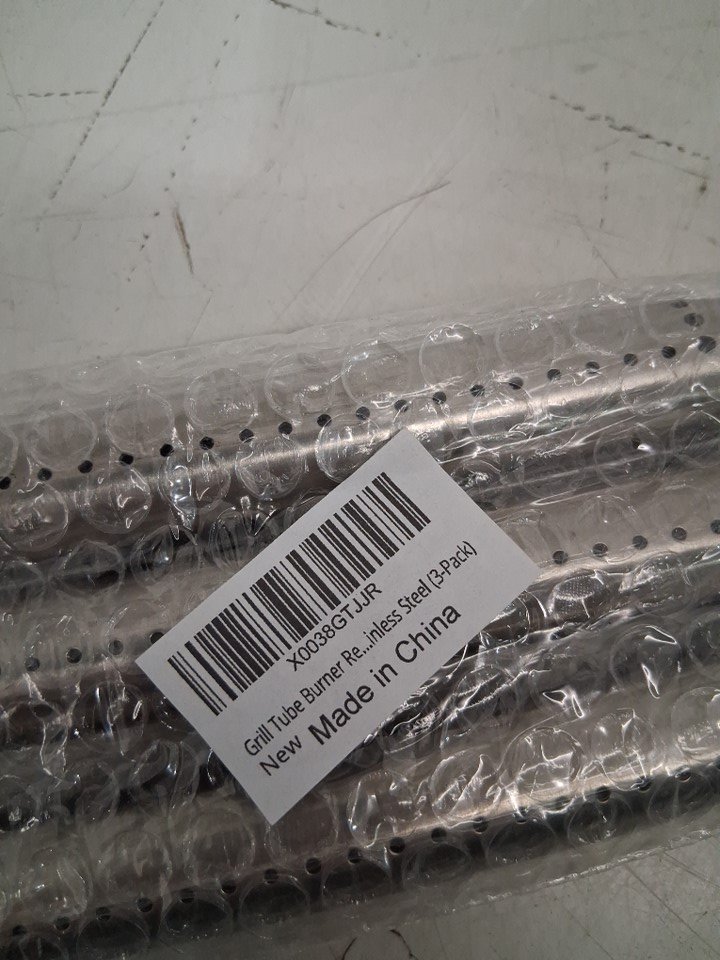 X0038GTJJR
Grill Tube Burner Re...inless Steel (3-Pack)
New Made in China